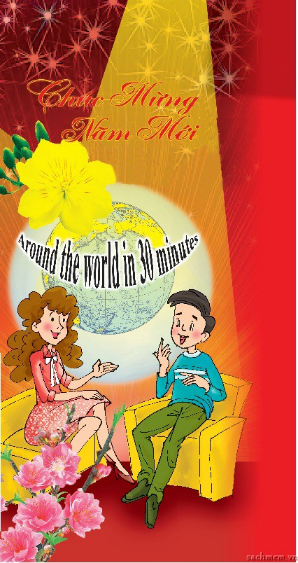 Chúc Mừng
Năm Mới
Around the world in 30 minutes
sachmem.vn